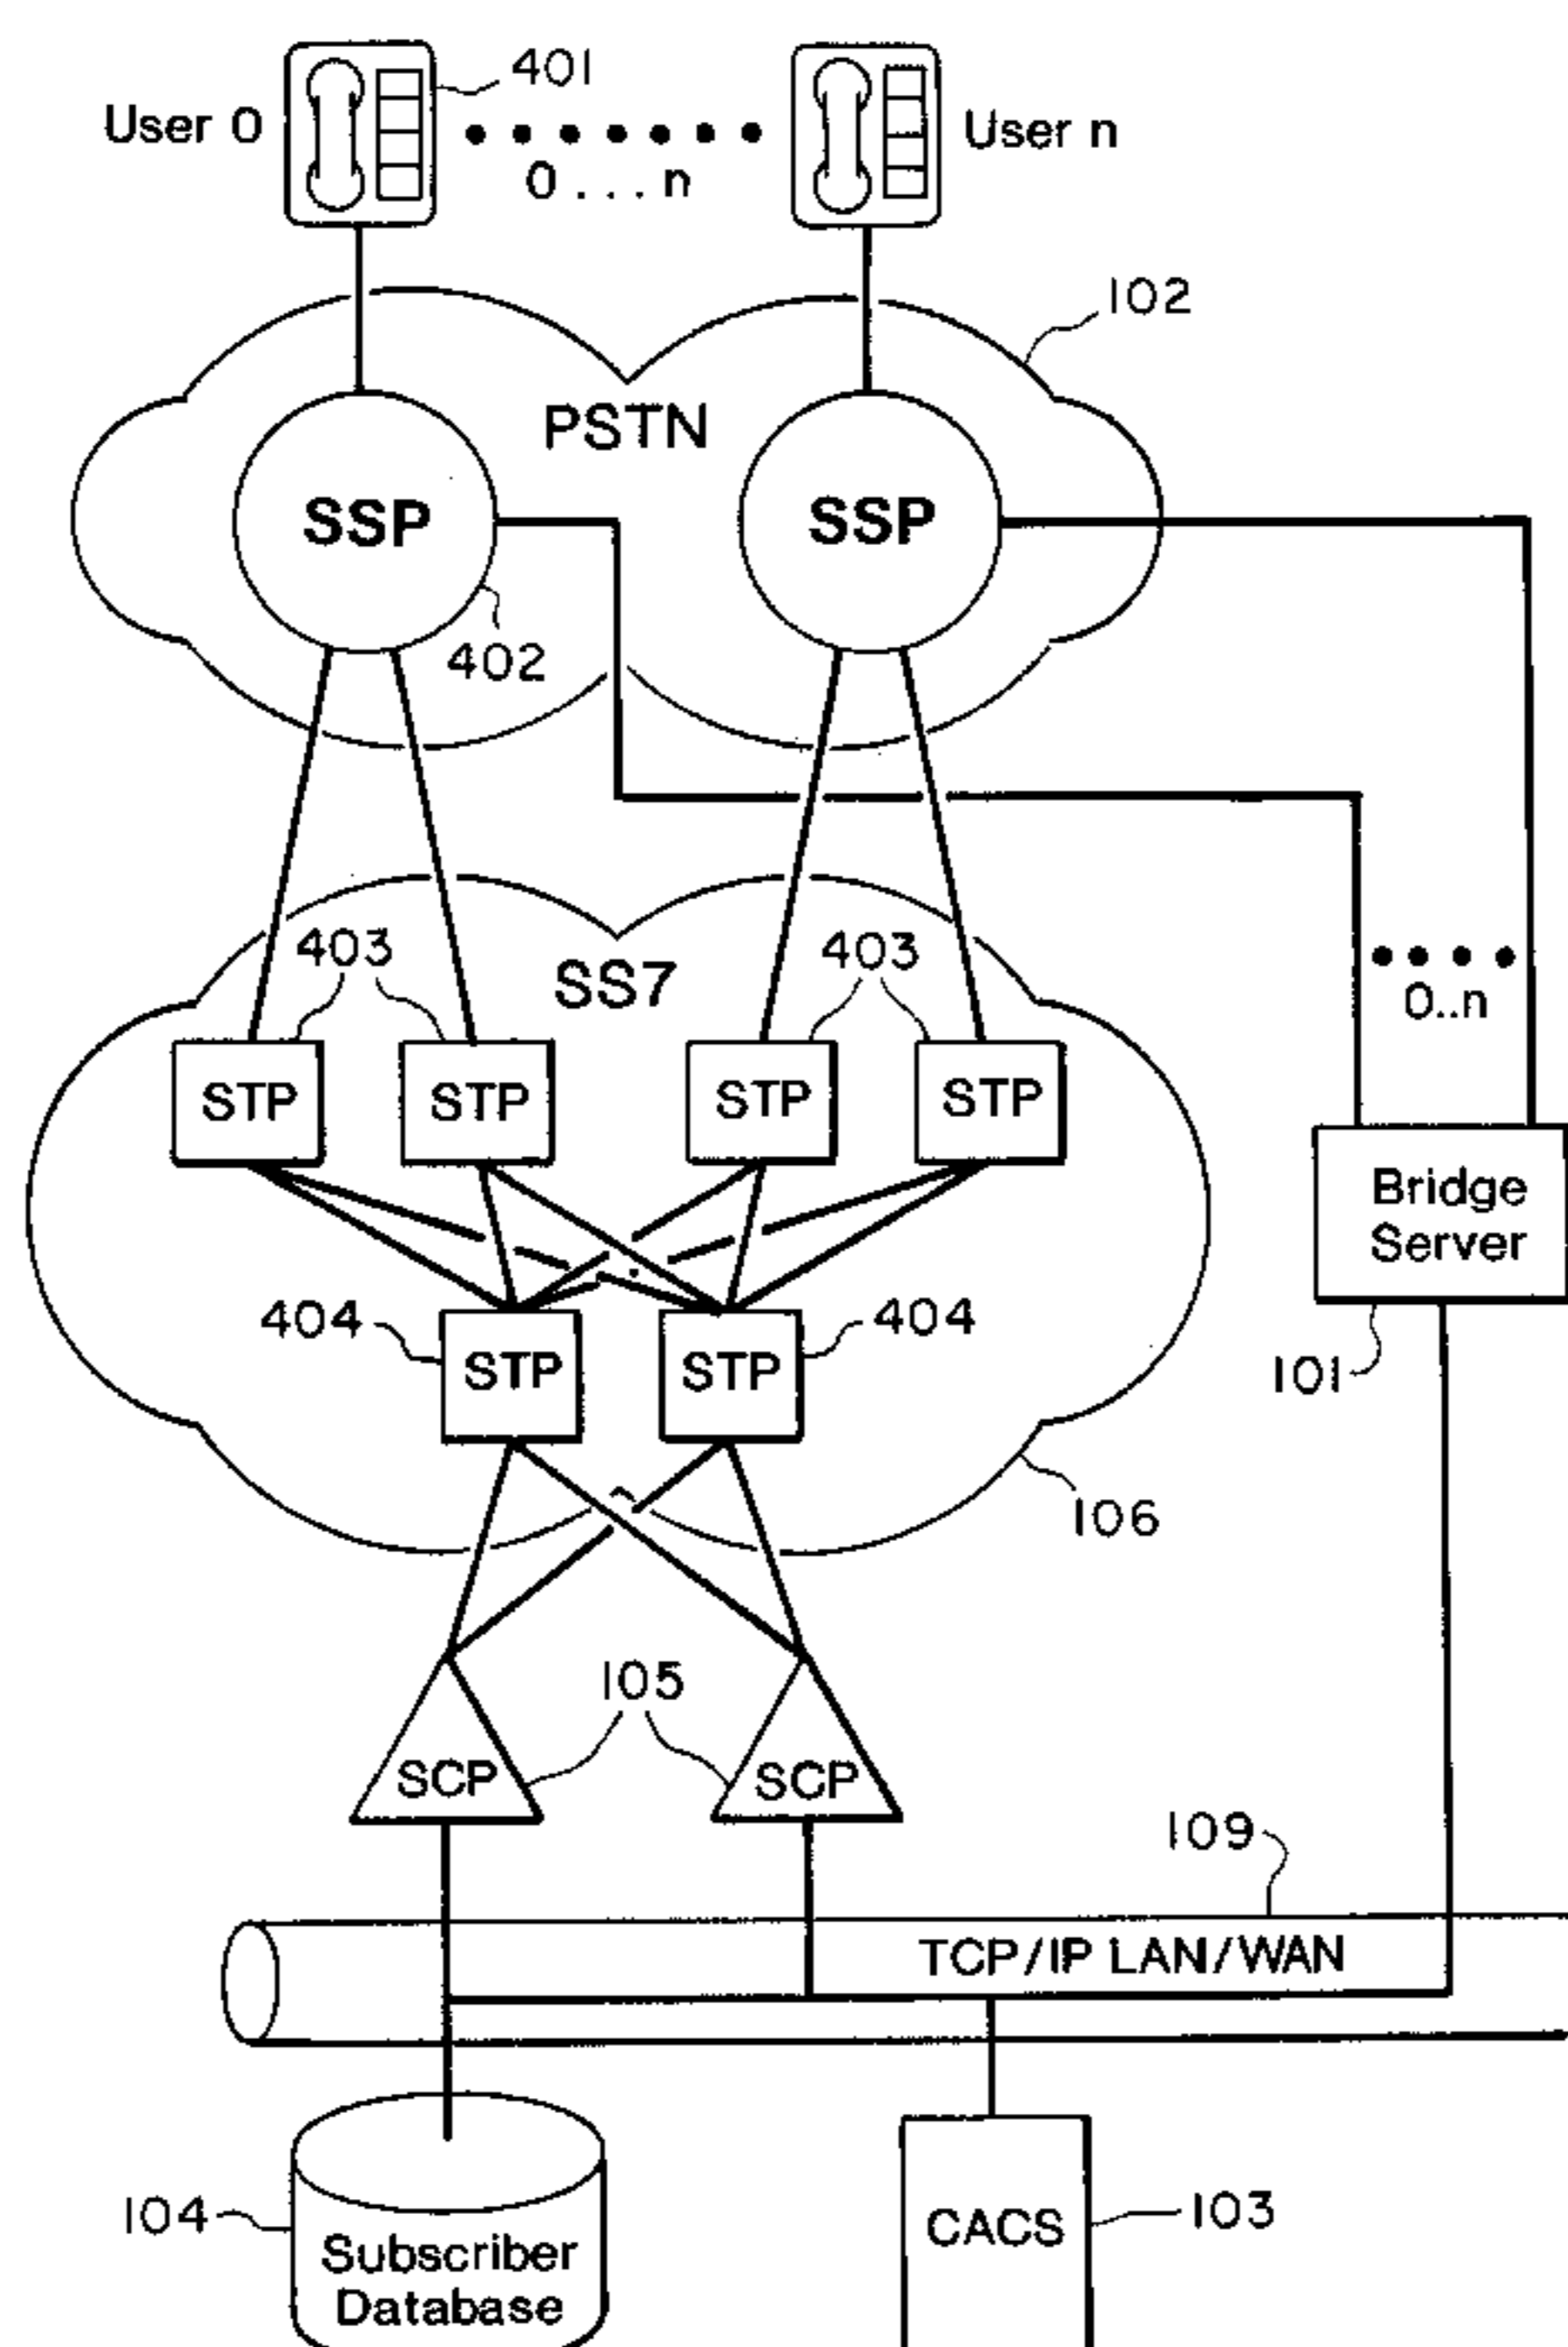 401
User 0
User n
0 . . . n
102
PSTN
SSP
SSP
402
403
SS7
403
0..n
STP
STP
STP
STP
Bridge
Server
404
STP
STP
404
101
106
105
SCP
SCP
109
TCP/IP LAN/WAN
104
Subscriber
Database
CACS
103